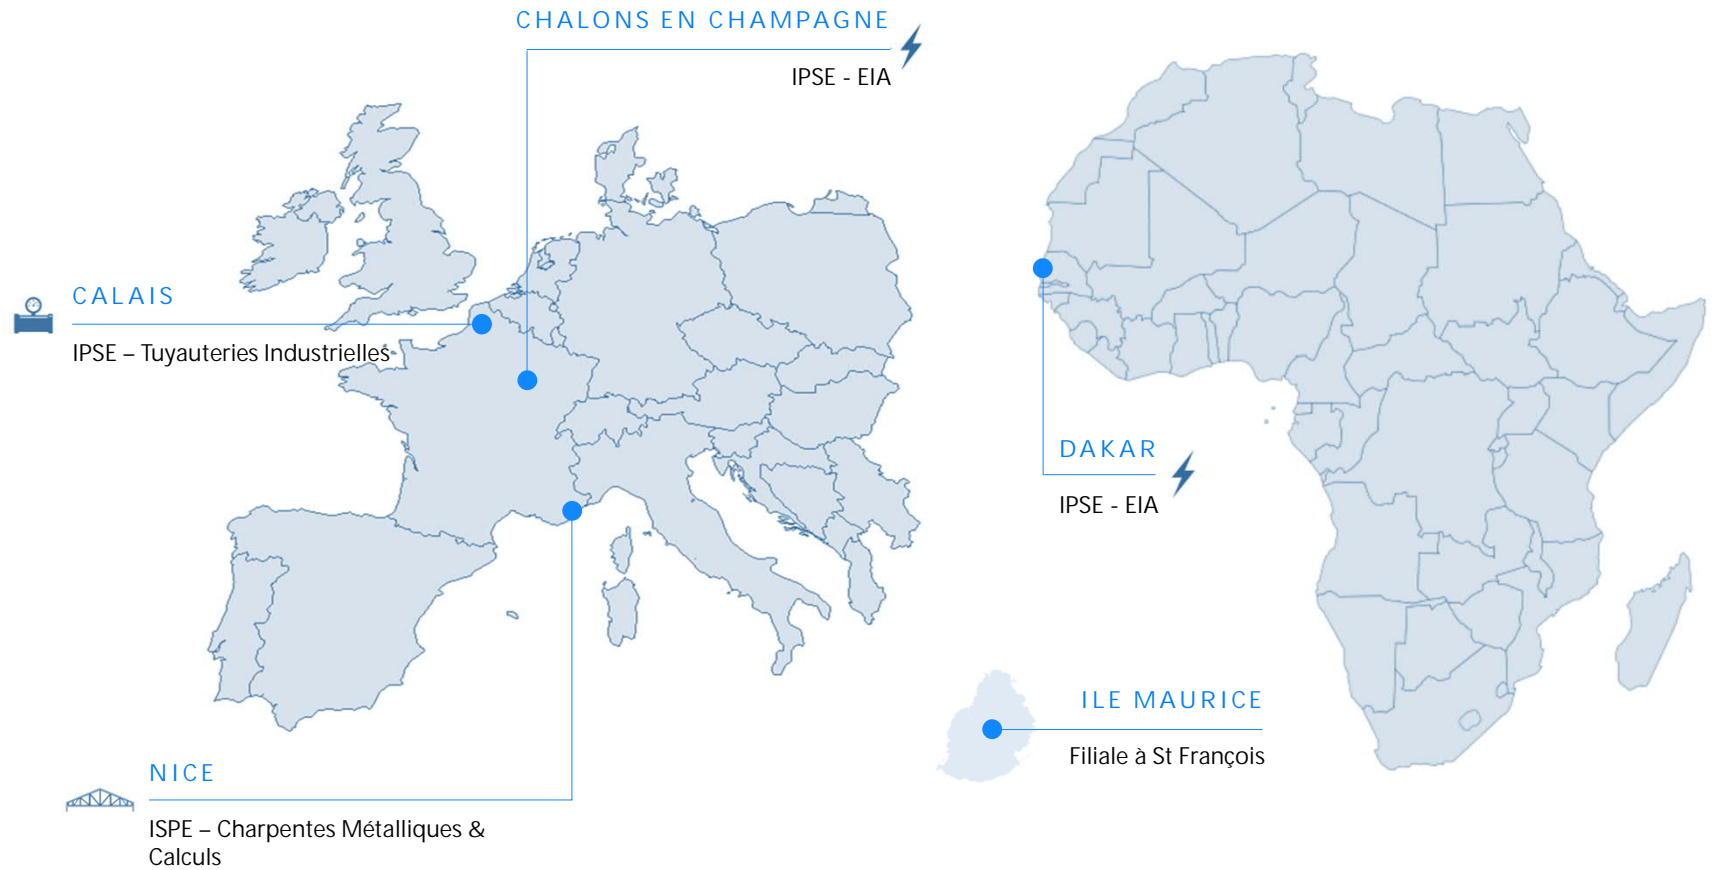 CHALONS EN CHAMPAGNE
IPSE - EIA
CALAIS
IPSE – Tuyauteries Industrielles
NICE
ISPE – Charpentes Métalliques &
Calculs
DAKAR
IPSE - EIA
ILE MAURICE
Filiale à St François